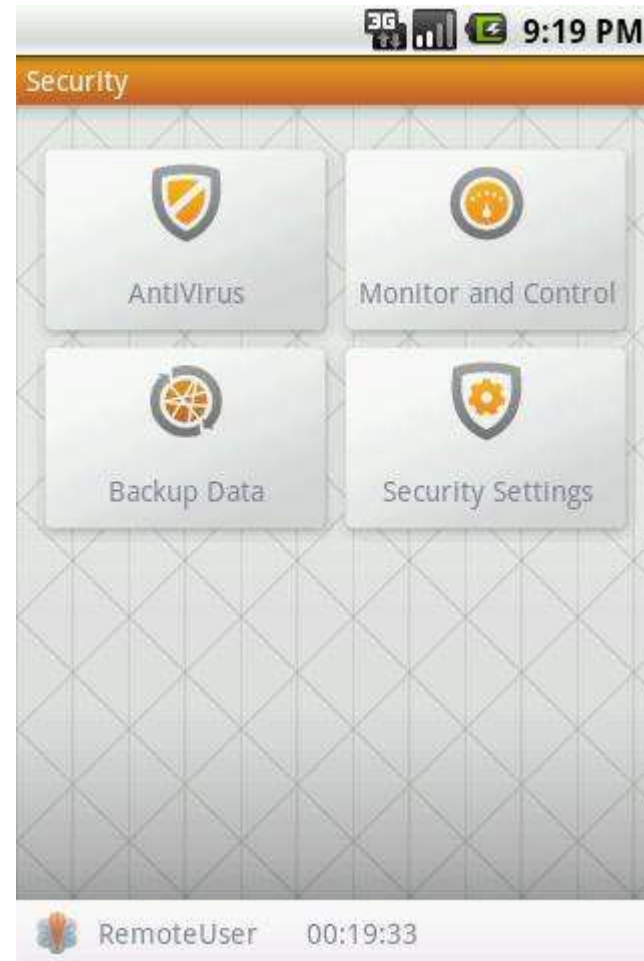 3G 9:19 PM
Security
AntiVirus
Monitor and Control
Backup Data
Security Settings
RemoteUser 00:19:33